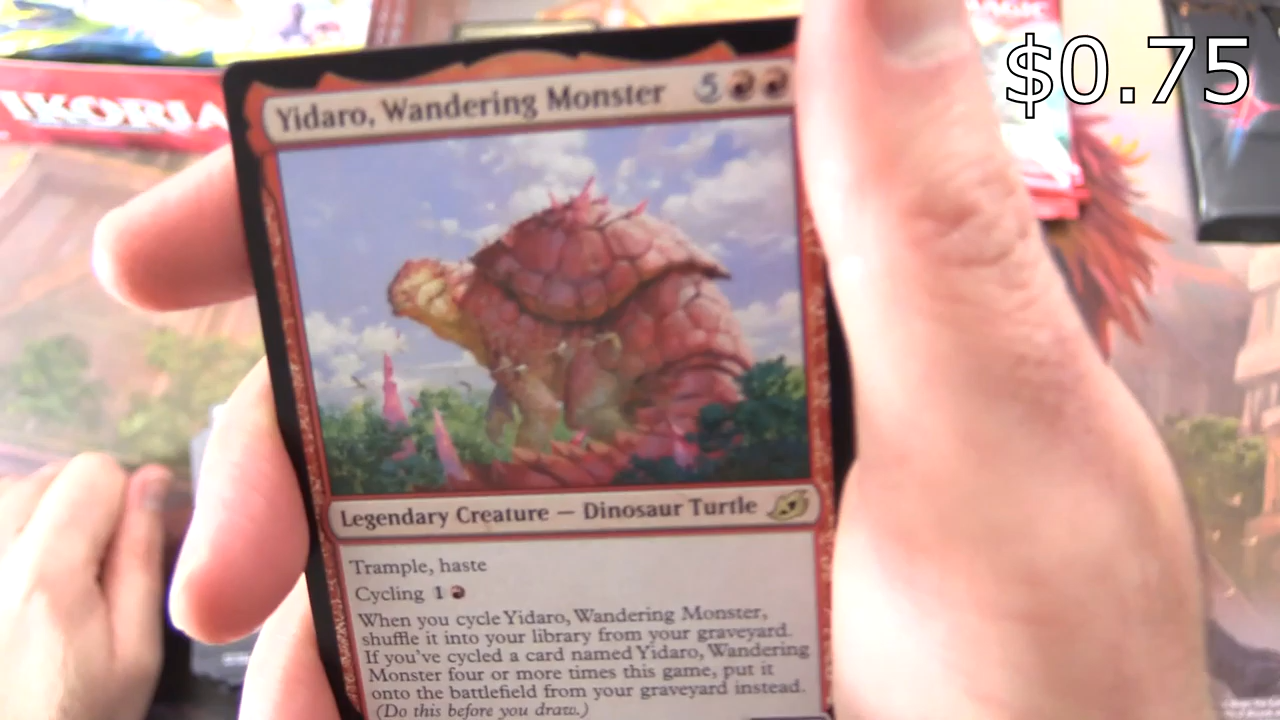 $0.75
MAGIC
IKORIA
Yidaro, Wandering Monster 5
Legendary Creature — Dinosaur Turtle
Trample, haste
Cycling 1
When you cycle Yidaro, Wandering Monster,
shuffle it into your library from your graveyard.
If you've cycled a card named Yidaro, Wandering
Monster four or more times this game, put it
onto the battlefield from your graveyard instead.
(Do this before you draw.)